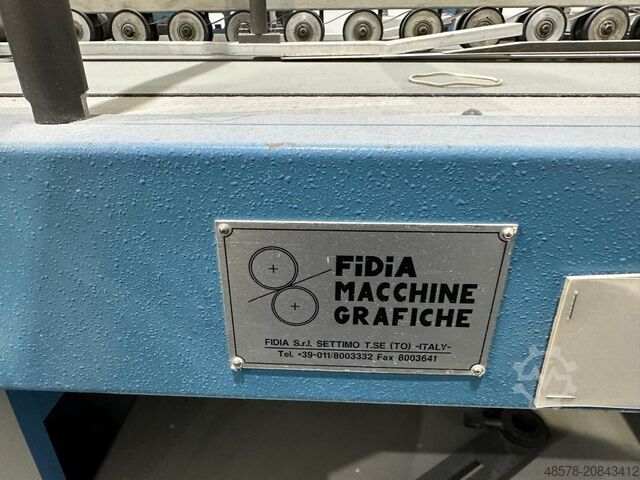 FiDiA
MACCHINE
GRAFICHE
FIDIA S.r.l. SETTIMO T.SE (TO) -ITALY-
Tel. +39-011/8003332 Fax 8003641
48578-20843412